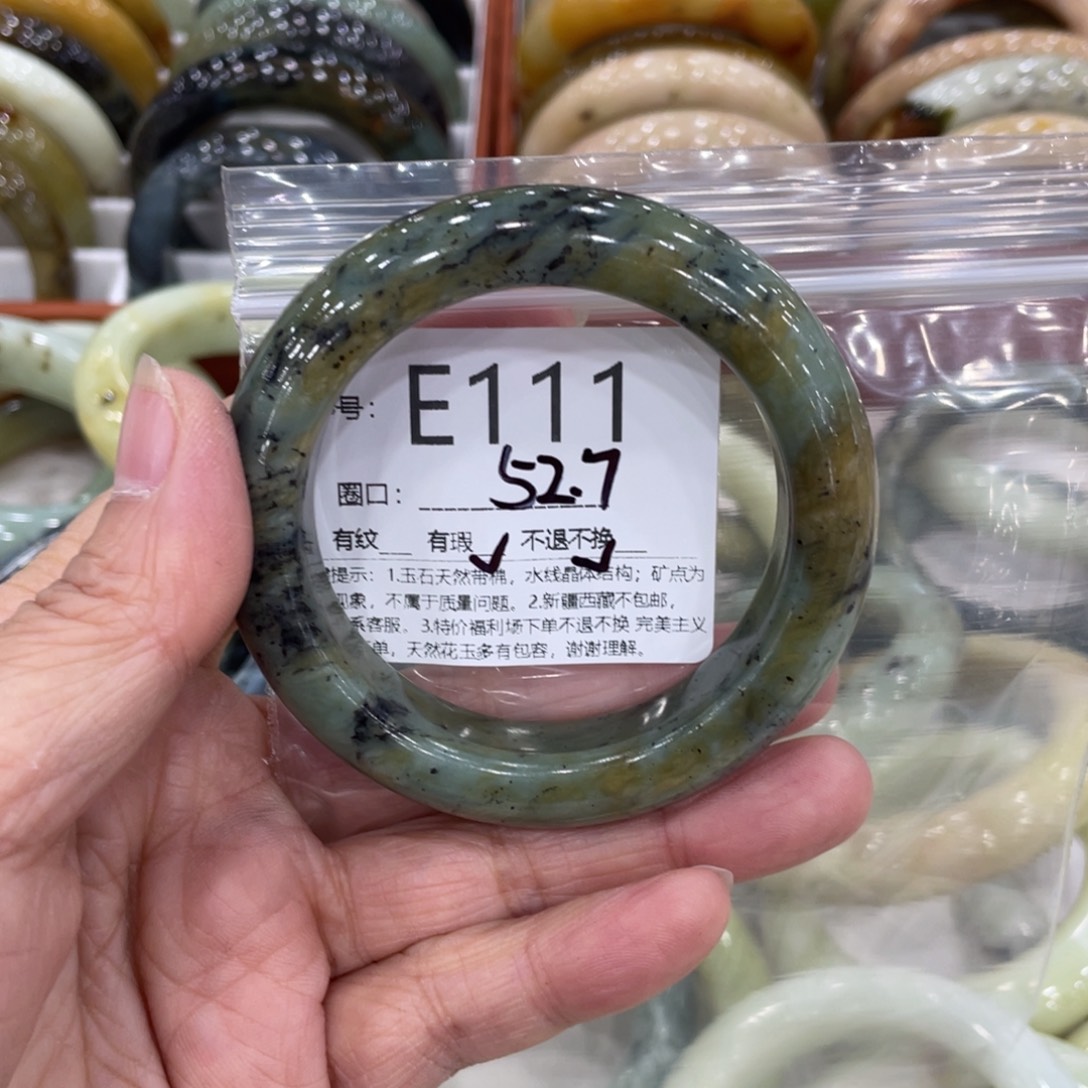 号： E111
圈口： 52.7
有纹__ 有瑕 ✓ 不退不换 ✓
提示：1.玉石天然带棉，水线晶体结构；矿点为
现象，不属于质量问题。2.新疆西藏不包邮，
系客服。3.特价福利场下单不退不换 完美主义
单，天然花玉多有包容，谢谢理解。